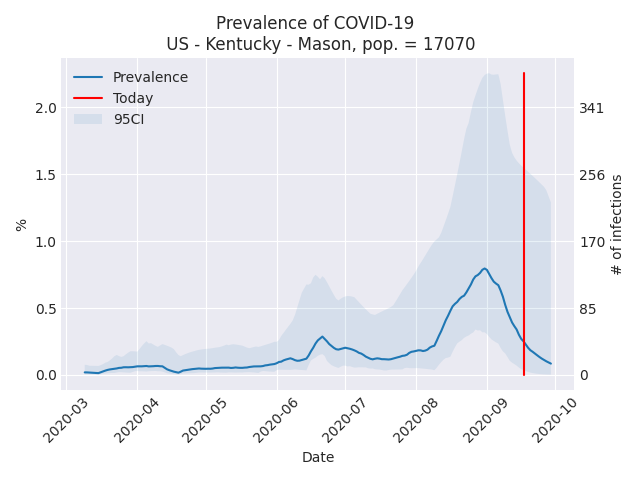 Prevalence of COVID-19
US - Kentucky - Mason, pop. = 17070
Prevalence
Today
95CI
2.0
1.5
1.0
0.5
0.0
%
341
256
170
85
0
# of infections
2020-03
2020-04
2020-05
2020-06
2020-07
2020-08
2020-09
2020-10
Date